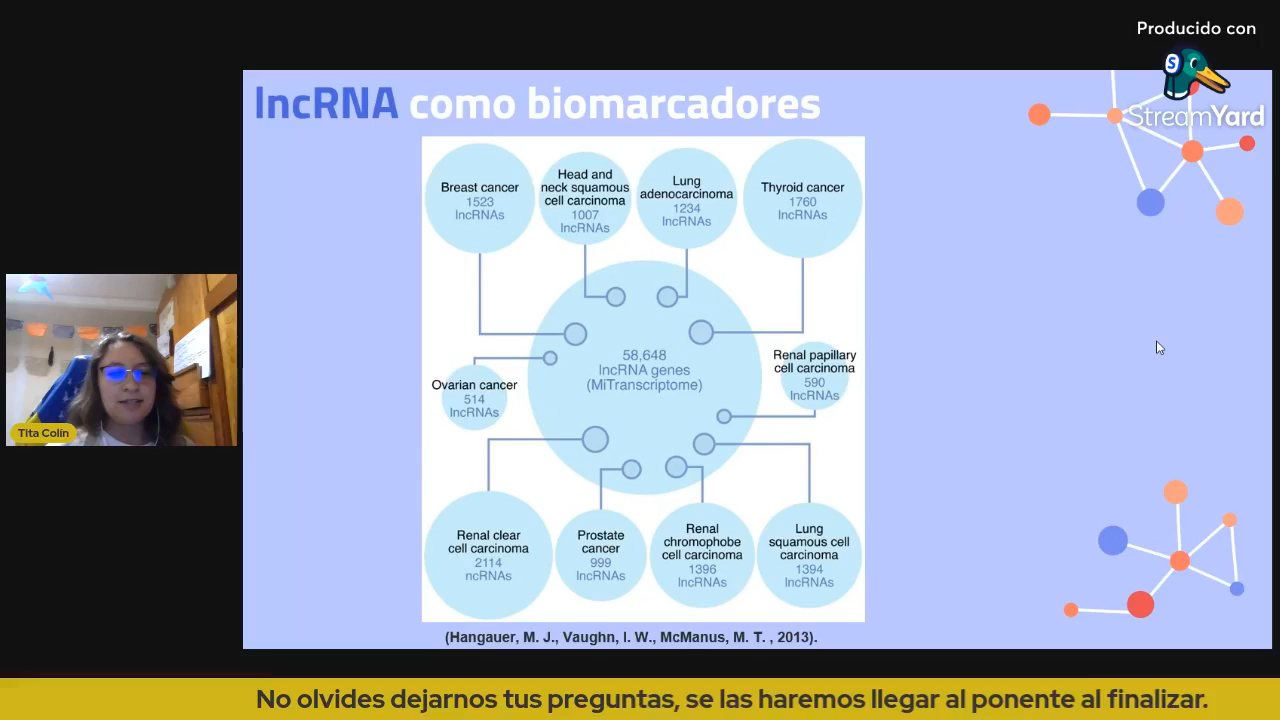 Producido con
StreamYard
lncRNA como biomarcadores
Breast cancer
1523
lncRNAs
Head and
neck squamous
cell carcinoma
1007
lncRNAs
Lung
adenocarcinoma
1234
lncRNAs
Thyroid cancer
1760
lncRNAs
58,648
lncRNA genes
(MiTranscriptome)
Ovarian cancer
514
lncRNAs
Renal papillary
cell carcinoma
590
lncRNAs
Renal clear
cell carcinoma
2114
ncRNAs
Prostate
cancer
999
lncRNAs
Renal
chromophobe
cell carcinoma
1396
lncRNAs
Lung
squamous cell
carcinoma
1394
lncRNAs
(Hangauer, M. J., Vaughn, I. W., McManus, M. T. , 2013).
Tita Colín
No olvides dejarnos tus preguntas, se las haremos llegar al ponente al finalizar.